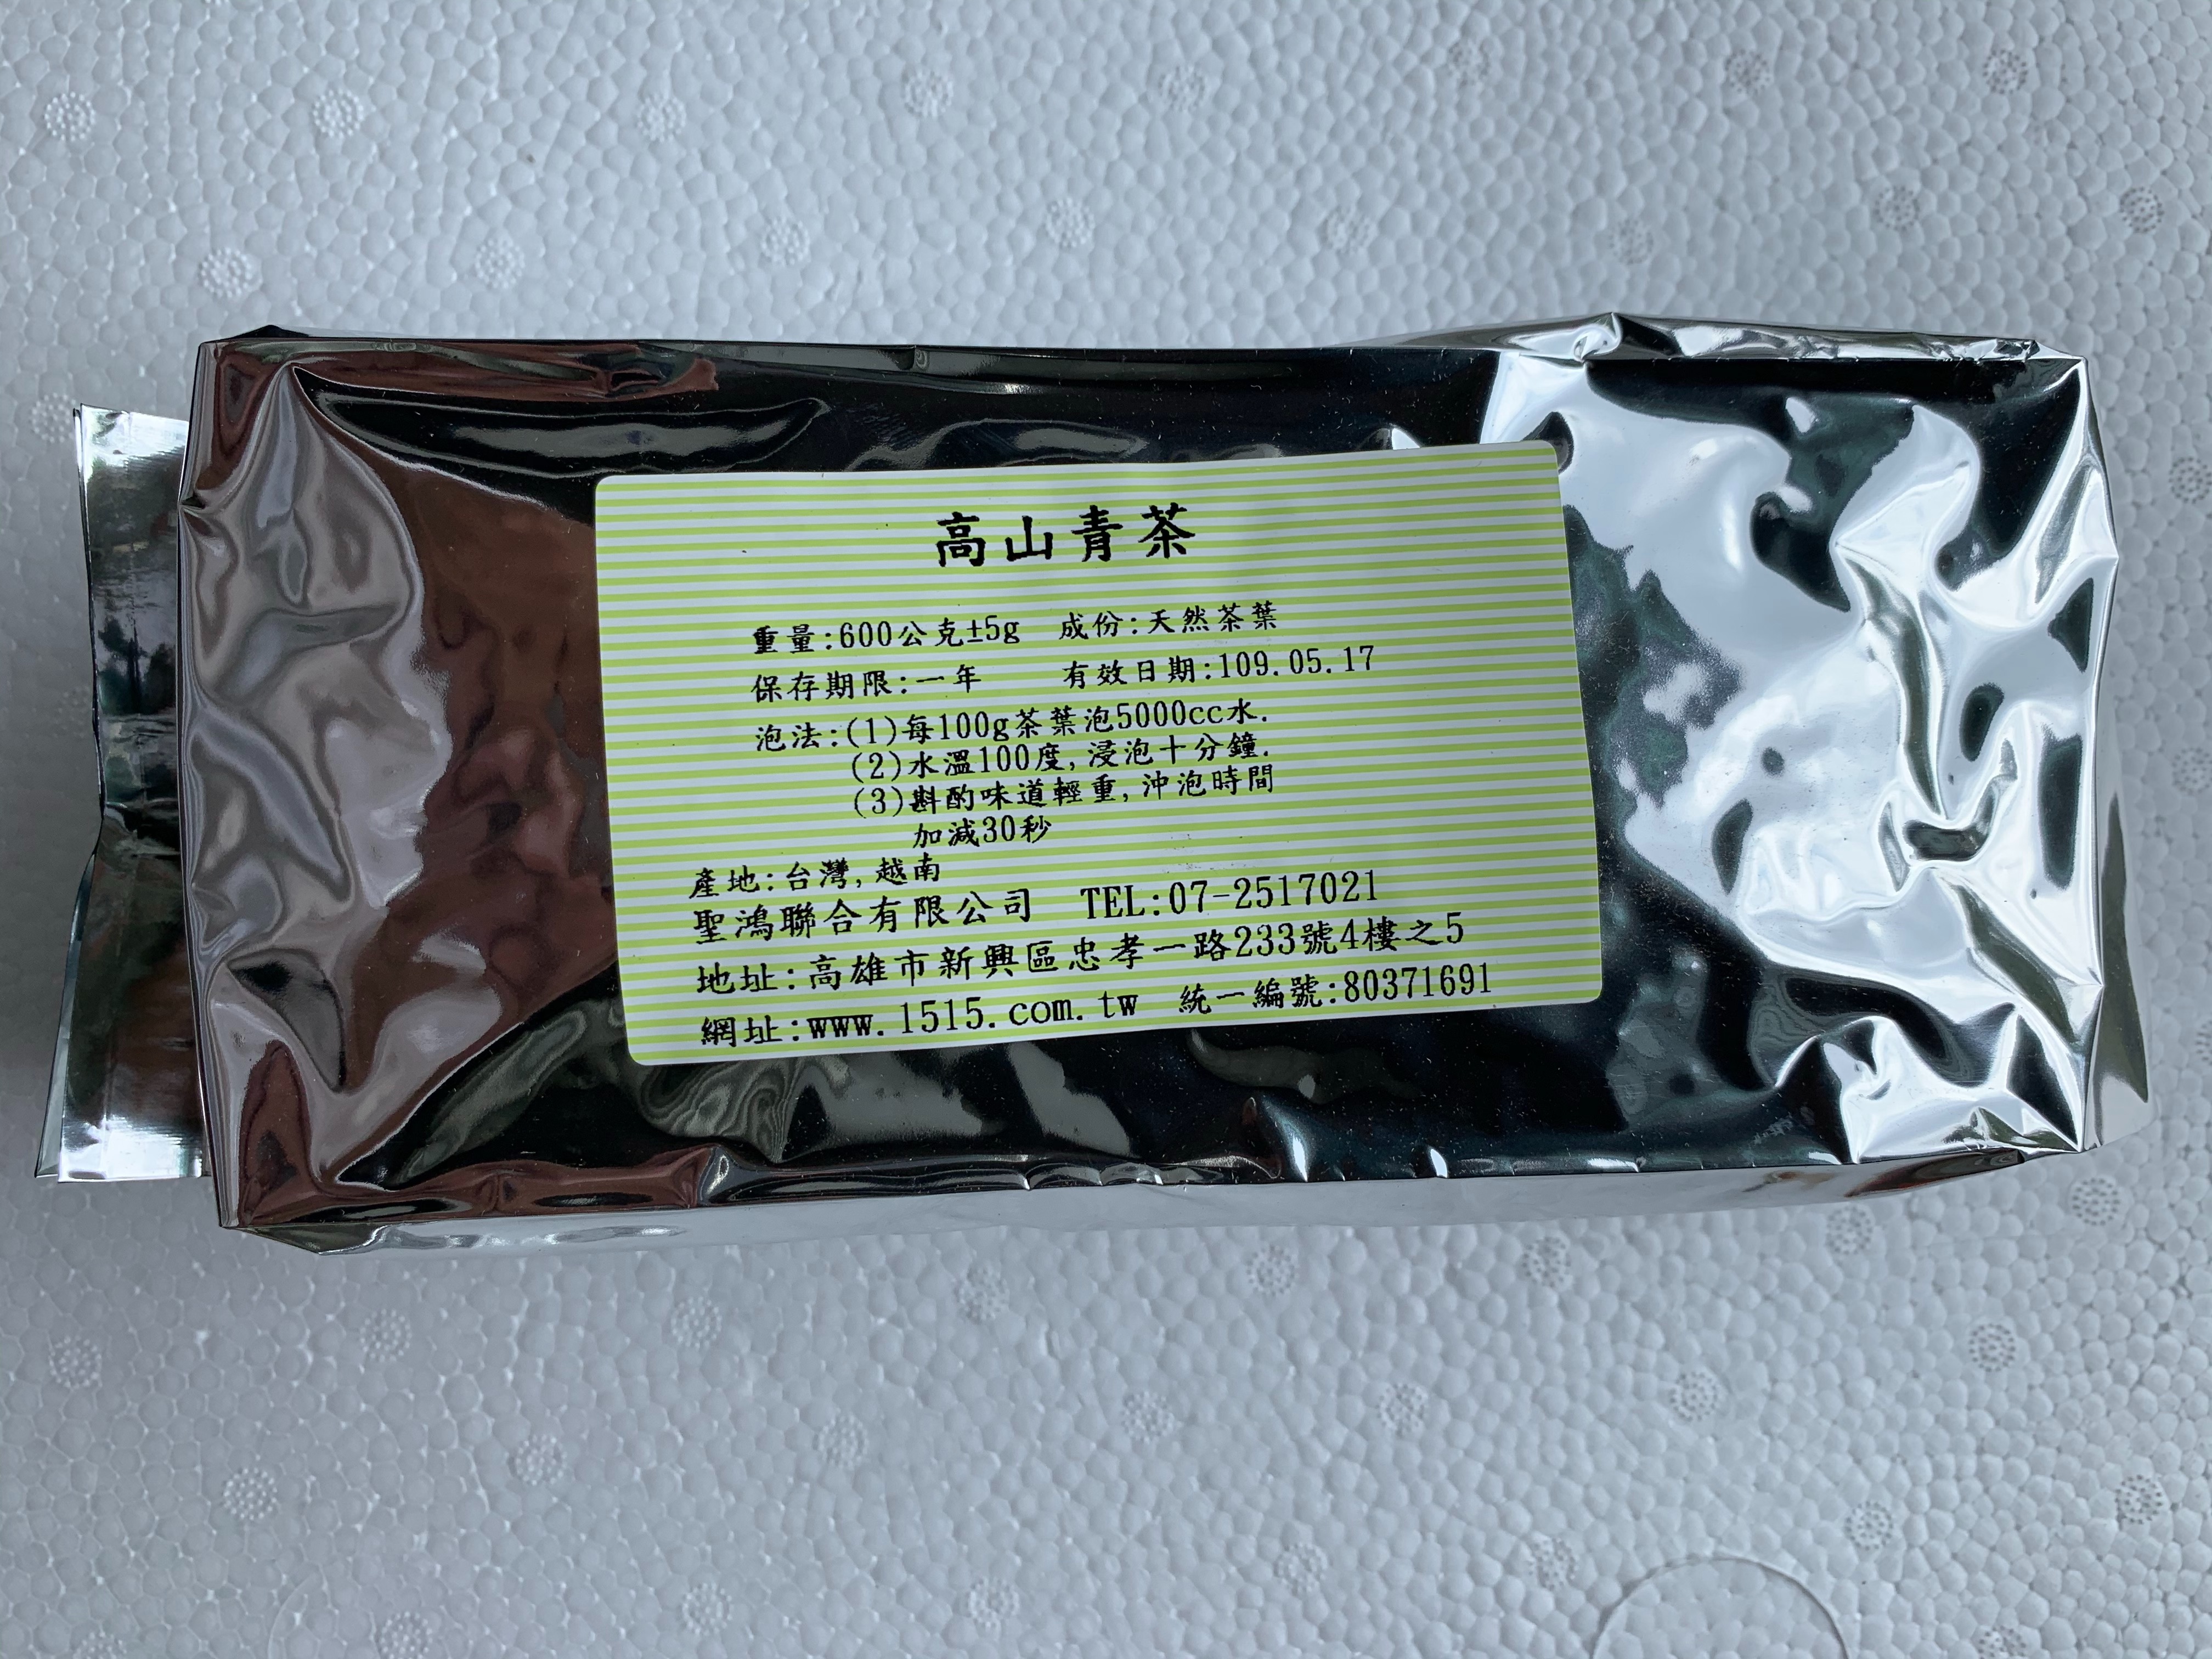 高山青茶
重量:600公克±5g 成份:天然茶葉
保存期限:一年 有效日期:109.05.17
泡法:(1)每100g茶葉泡5000cc水.
(2)水溫100度,浸泡十分鐘.
(3)斟酌味道輕重,沖泡時間
加減30秒
產地:台灣,越南
聖鴻聯合有限公司 TEL:07-2517021
地址:高雄市新興區忠孝一路233號4樓之5
網址:www.1515.com.tw 統一編號:80371691